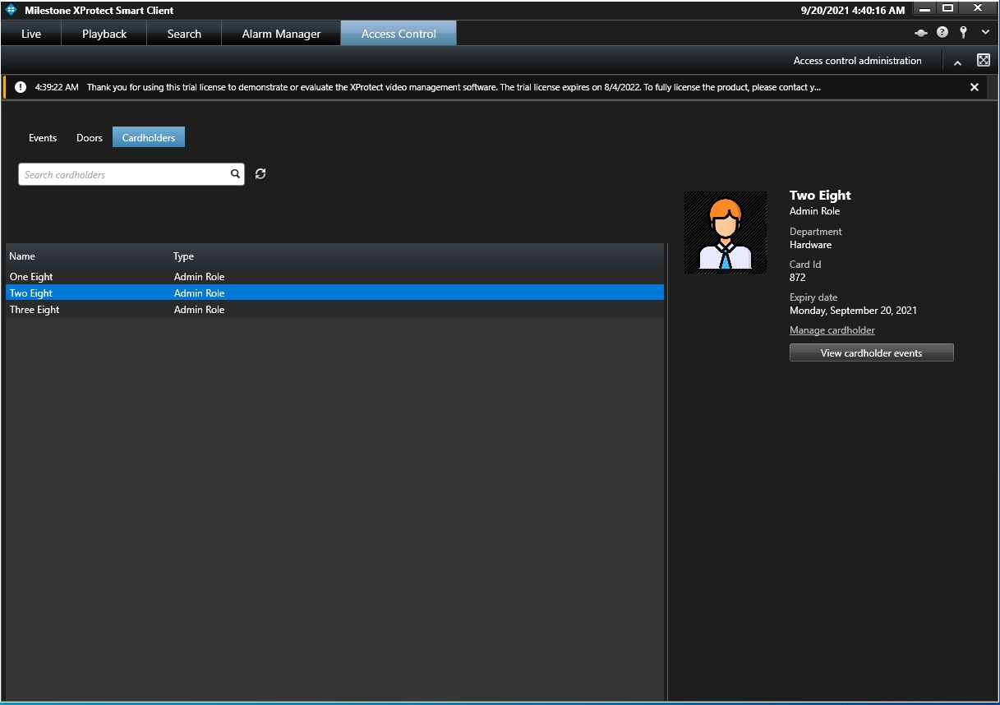 Milestone XProtect Smart Client 9/20/2021 4:40:16 AM
Live Playback Search Alarm Manager Access Control
Access control administration
4:39:22 AM Thank you for using this trial license to demonstrate or evaluate the XProtect video management software. The trial license expires on 8/4/2022. To fully license the product, please contact y...
Events Doors Cardholders
Search cardholders
Name Type
One Eight Admin Role
Two Eight Admin Role
Three Eight Admin Role
Two Eight
Admin Role
Department
Hardware
Card Id
872
Expiry date
Monday, September 20, 2021
Manage cardholder
View cardholder events